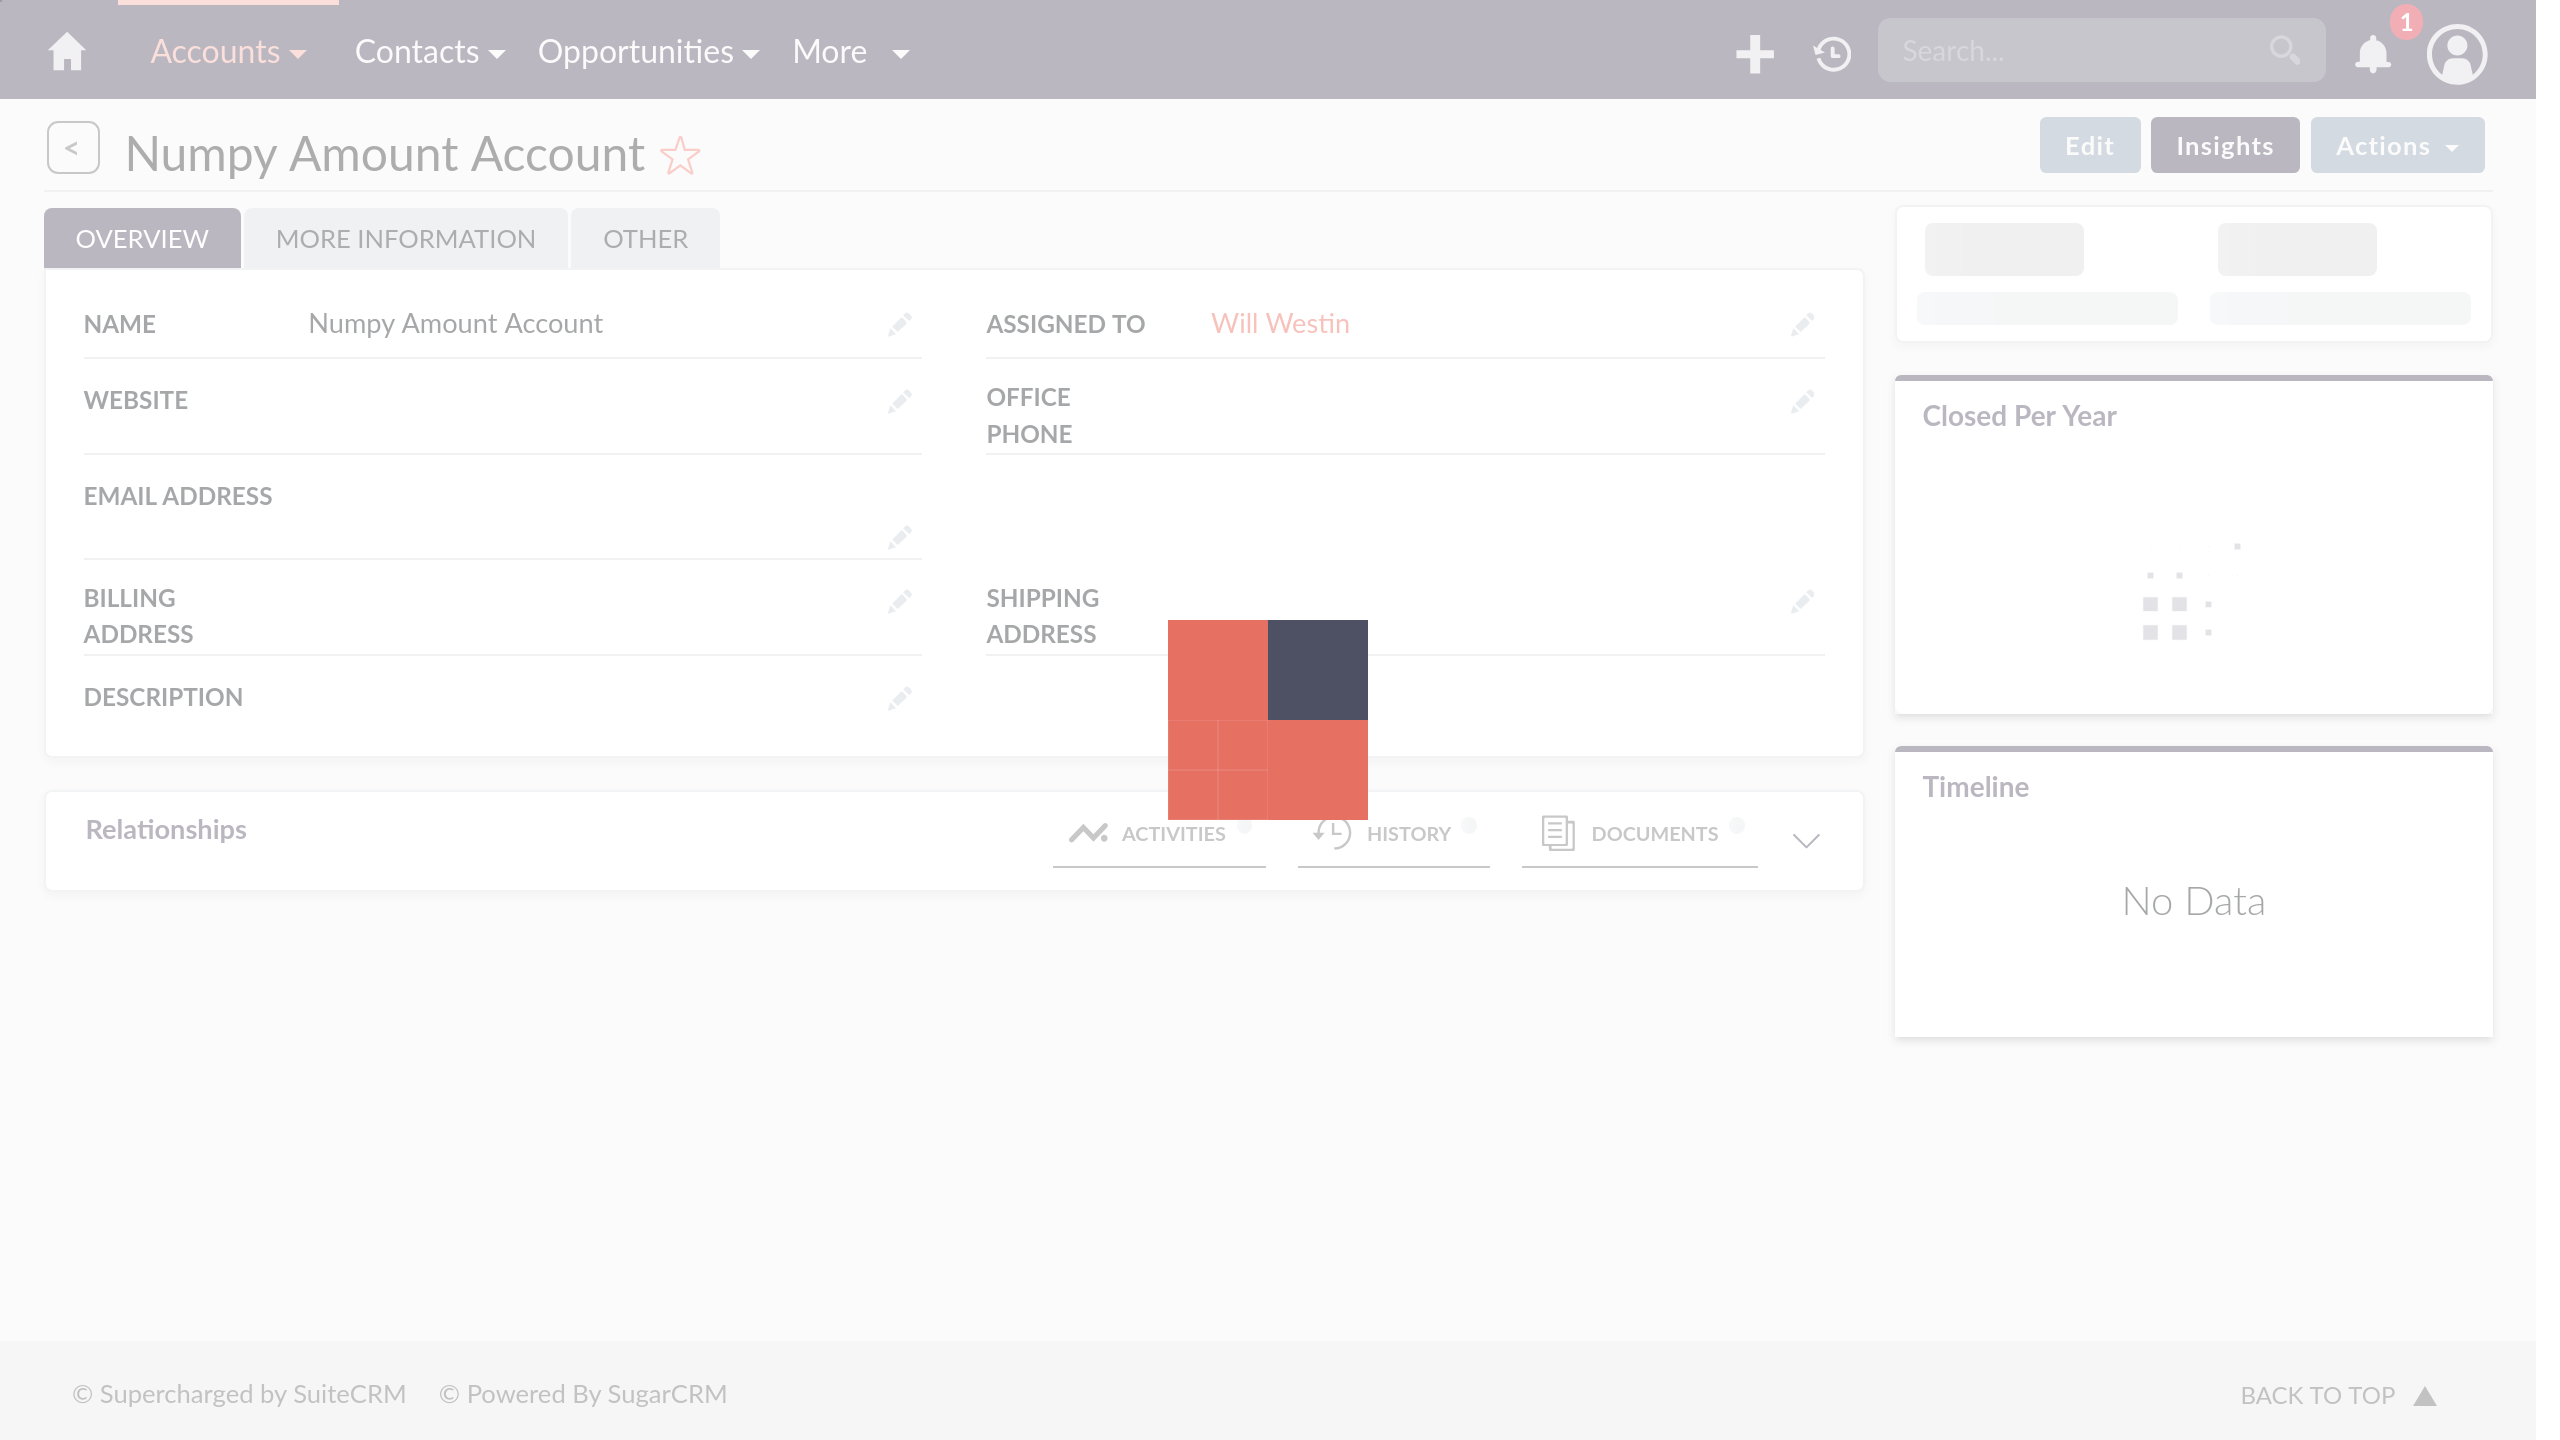 Accounts Contacts Opportunities More Search... 1
< Numpy Amount Account Edit Insights Actions
OVERVIEW MORE INFORMATION OTHER
NAME Numpy Amount Account
ASSIGNED TO Will Westin
WEBSITE
OFFICE
PHONE
EMAIL ADDRESS
BILLING
ADDRESS
SHIPPING
ADDRESS
DESCRIPTION
Relationships ACTIVITIES HISTORY DOCUMENTS
Closed Per Year
Timeline
No Data
© Supercharged by SuiteCRM © Powered By SugarCRM BACK TO TOP